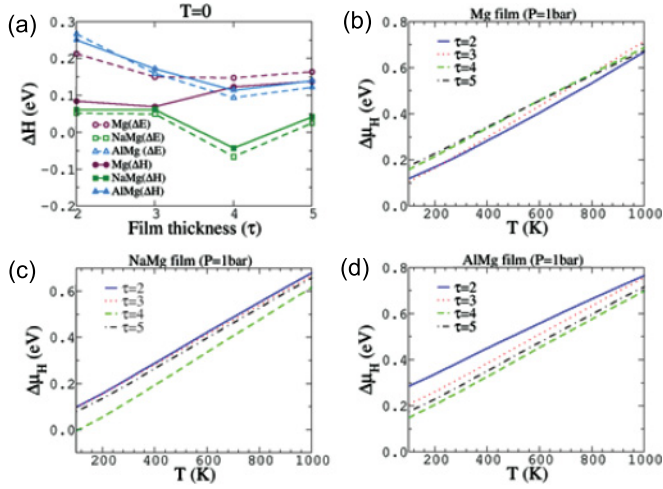 (a)
T=0
ΔH (eV)
0.3
0.2
0.1
0.0
−0.1
−0.2
Mg(ΔE)
NaMg(ΔE)
AlMg (ΔE)
Mg(ΔH)
NaMg(ΔH)
AlMg(ΔH)
2 3 4 5
Film thickness (τ)
(b)
Mg film (P=1bar)
Δμ_H (eV)
0.8
0.6
0.4
0.2
0.0
τ=2
τ=3
τ=4
τ=5
200 400 600 800 1000
T (K)
(c)
NaMg film (P=1bar)
Δμ_H (eV)
0.6
0.4
0.2
0.0
τ=2
τ=3
τ=4
τ=5
200 400 600 800 1000
T (K)
(d)
AlMg film (P=1bar)
Δμ_H (eV)
0.8
0.6
0.4
0.2
0.0
τ=2
τ=3
τ=4
τ=5
200 400 600 800 1000
T (K)